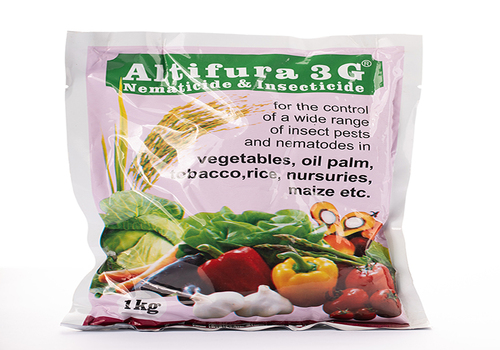 Altifura 3G®
Nematicide & Insecticide
for the control
of a wide range
of insect pests
and nematodes in
vegetables, oil palm,
tobacco,rice, nursuries,
maize etc.
1kg